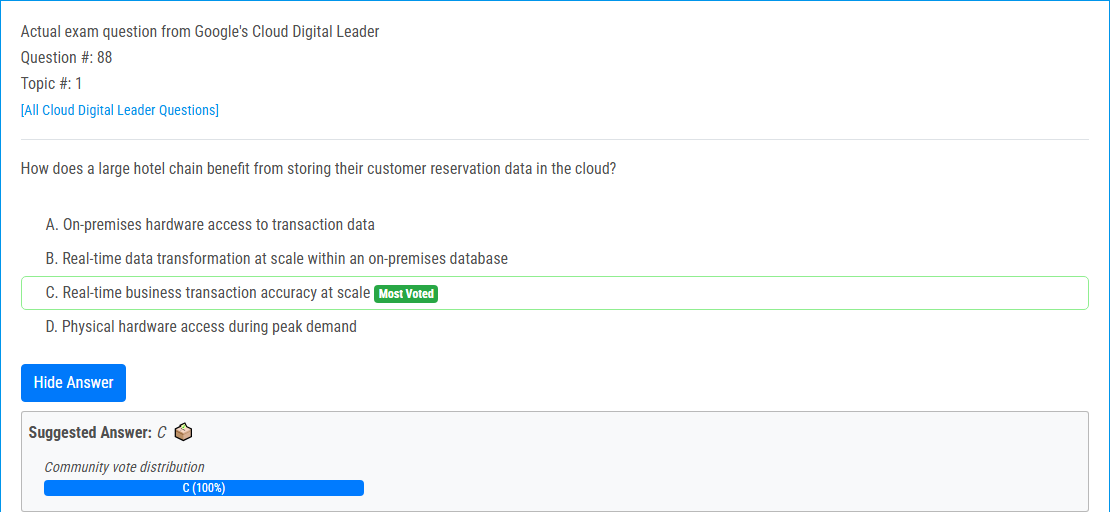 Actual exam question from Google's Cloud Digital Leader
Question #: 88
Topic #: 1
[All Cloud Digital Leader Questions]
How does a large hotel chain benefit from storing their customer reservation data in the cloud?
A. On-premises hardware access to transaction data
B. Real-time data transformation at scale within an on-premises database
C. Real-time business transaction accuracy at scale Most Voted
D. Physical hardware access during peak demand
Hide Answer
Suggested Answer: C
Community vote distribution
C (100%)